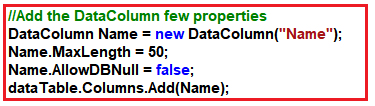 //Add the DataColumn few properties
DataColumn Name = new DataColumn("Name");
Name.MaxLength = 50;
Name.AllowDBNull = false;
dataTable.Columns.Add(Name);